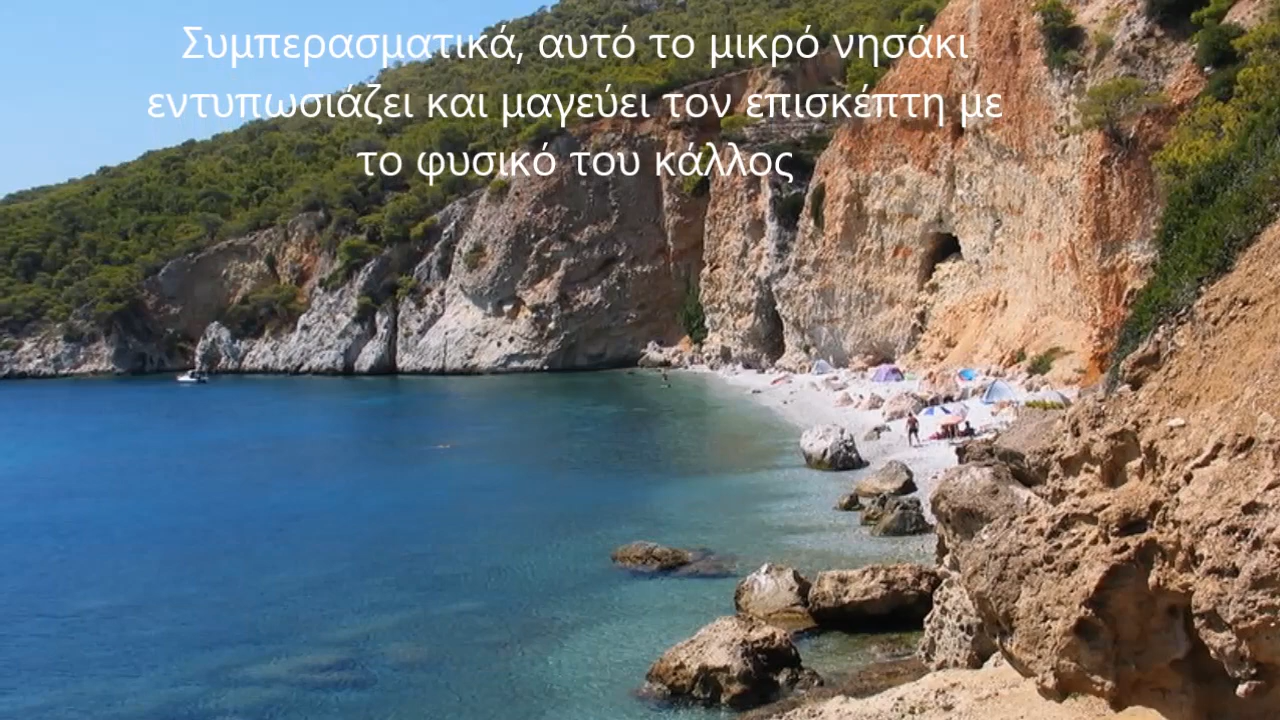 Συμπερασματικά, αυτό το μικρό νησάκι
εντυπωσιάζει και μαγεύει τον επισκέπτη με
το φυσικό του κάλλος